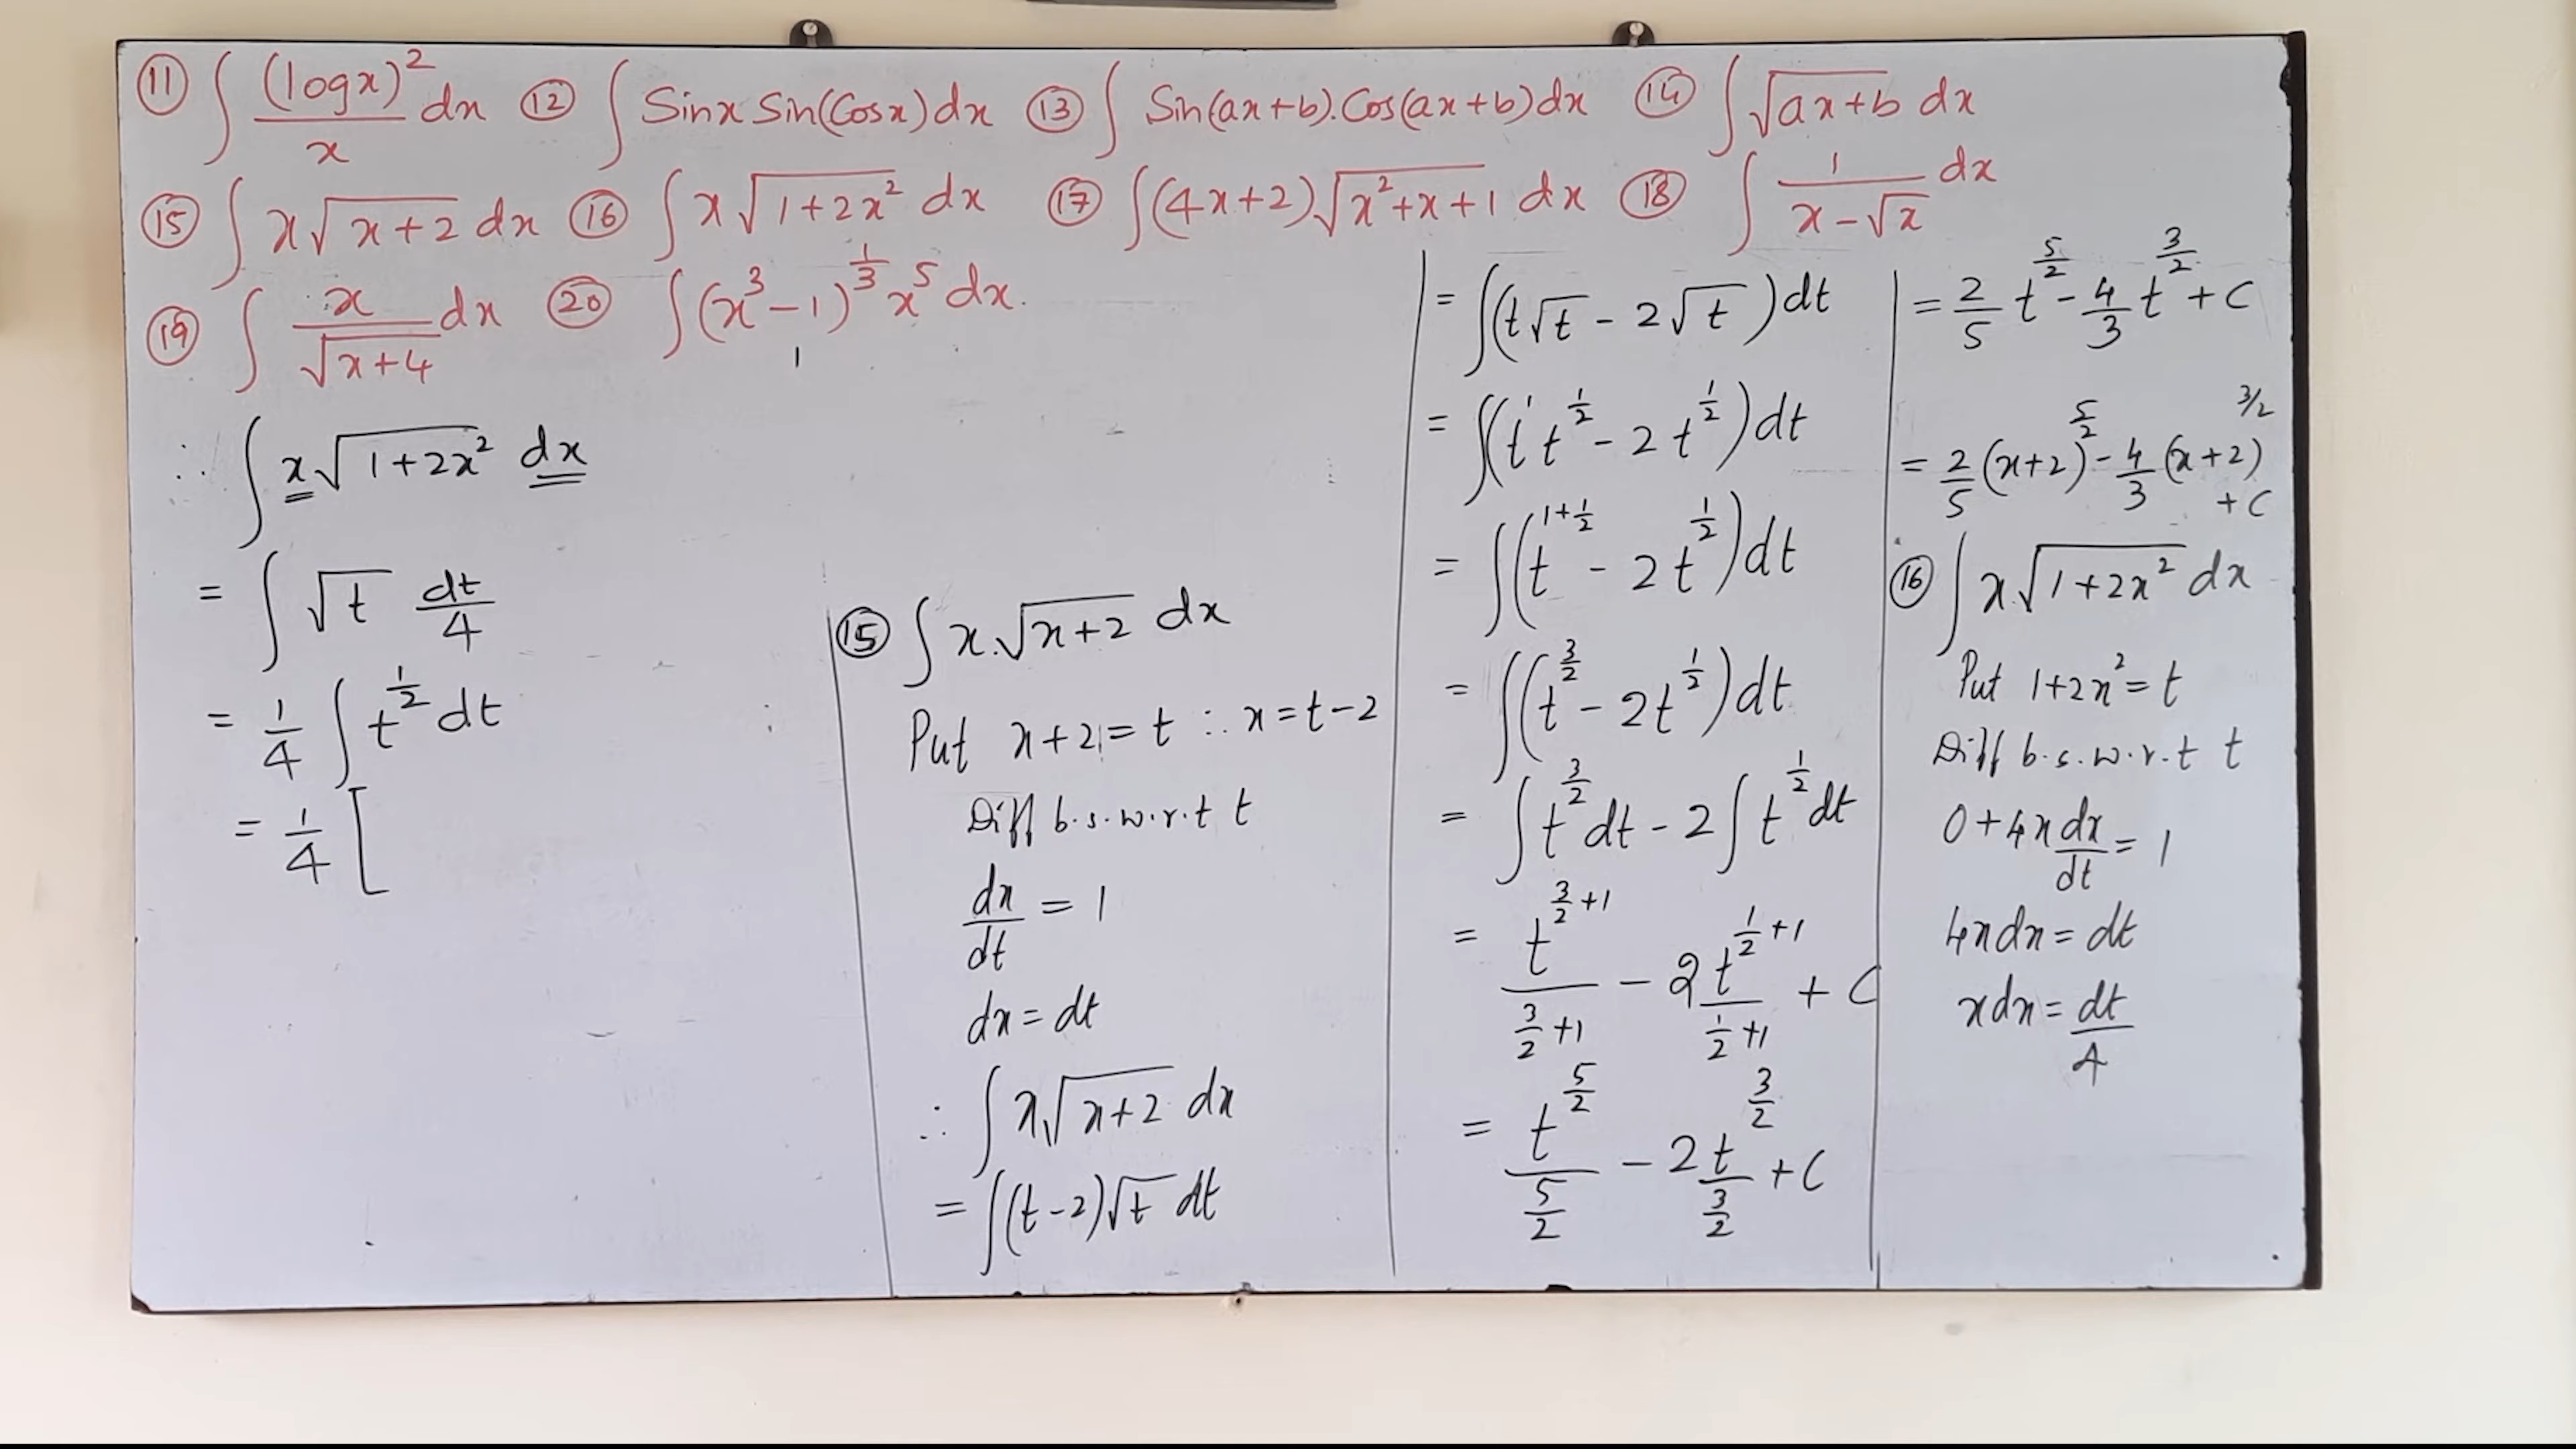 ⑪ ∫ (logx)²/x dx ⑫ ∫ Sinx Sin(Cosx) dx ⑬ ∫ Sin(ax+b).Cos(ax+b) dx ⑭ ∫ √(ax+b) dx
⑮ ∫ x√(x+2) dx ⑯ ∫ x√(1+2x²) dx ⑰ ∫ (4x+2)√(x²+x+1) dx ⑱ ∫ 1/(x-√x) dx
⑲ ∫ x/√(x+4) dx ⑳ ∫ (x³-1)^(1/3) x⁵ dx.
∴ ∫ x√(1+2x²) dx
= ∫ √t dt/4
= 1/4 ∫ t^(1/2) dt
= 1/4 [
⑮ ∫ x.√(x+2) dx
Put x+2 = t ∴ x = t-2
Diff b.s.w.r.t t
dx/dt = 1
dx = dt
∴ ∫ x√(x+2) dx
= ∫ (t-2)√t dt
= ∫ (t√t - 2√t) dt
= ∫ (t¹ t^(1/2) - 2 t^(1/2)) dt
= ∫ (t^(1+1/2) - 2t^(1/2)) dt
= ∫ (t^(3/2) - 2t^(1/2)) dt
= ∫ t^(3/2) dt - 2 ∫ t^(1/2) dt
= t^(3/2+1)/(3/2+1) - 2 t^(1/2+1)/(1/2+1) + C
= t^(5/2)/(5/2) - 2 t^(3/2)/(3/2) + C
= 2/5 t^(5/2) - 4/3 t^(3/2) + C
= 2/5 (x+2)^(5/2) - 4/3 (x+2)^(3/2)
+ C
⑯ ∫ x.√(1+2x²) dx
Put 1+2x² = t
Diff b.s.w.r.t t
0 + 4x dx/dt = 1
4x dx = dt
x dx = dt/4